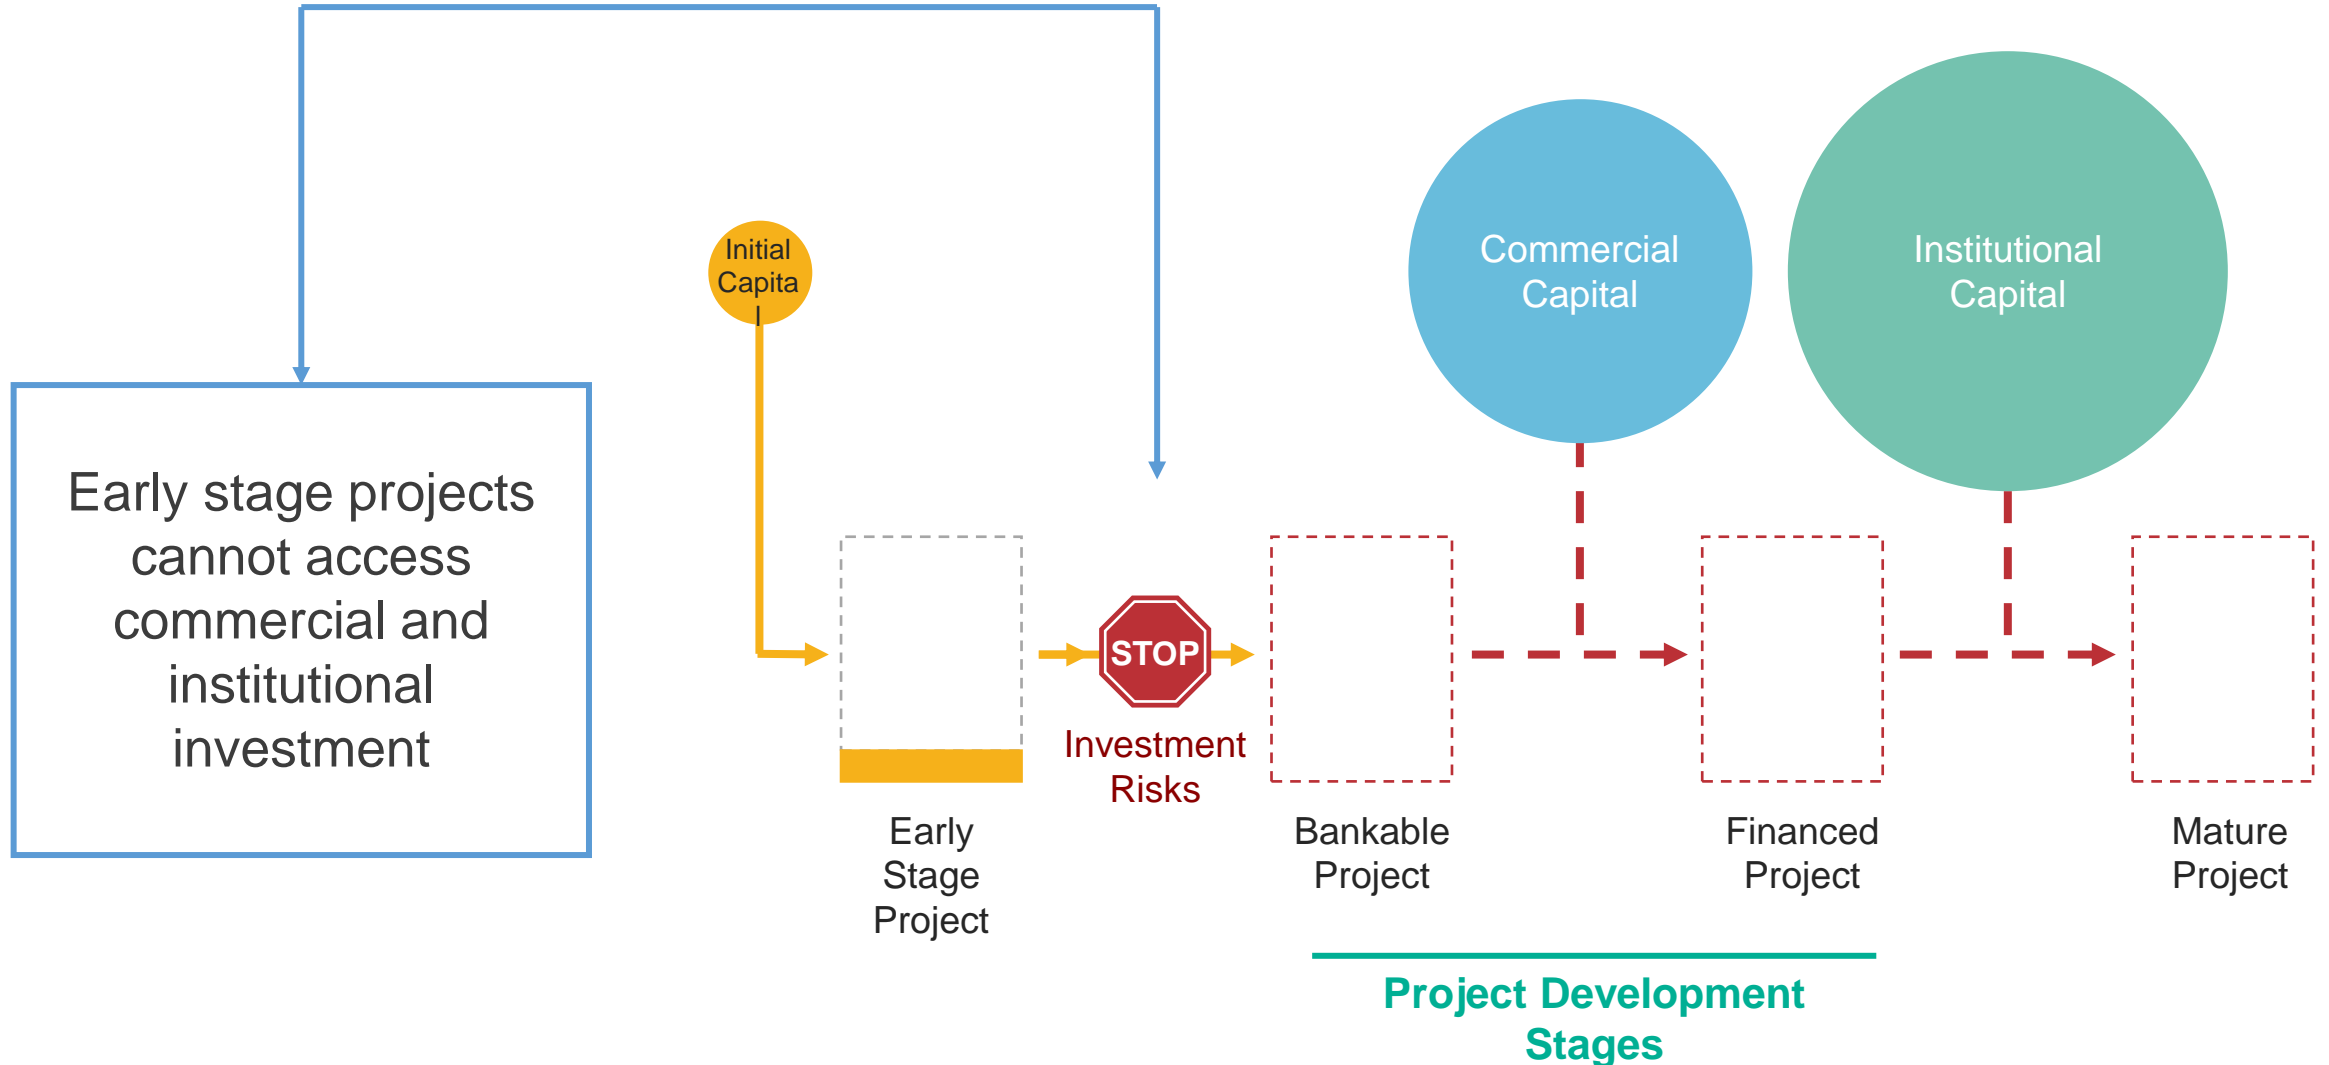 Early stage projects
cannot access
commercial and
institutional
investment
Initial
Capita
l
Commercial
Capital
Institutional
Capital
STOP
Investment
Risks
Early
Stage
Project
Bankable
Project
Financed
Project
Mature
Project
Project Development
Stages